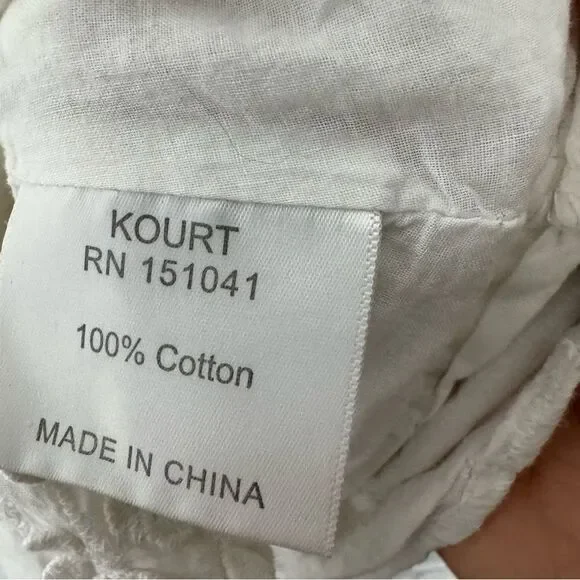 KOURT
RN 151041
100% Cotton
MADE IN CHINA